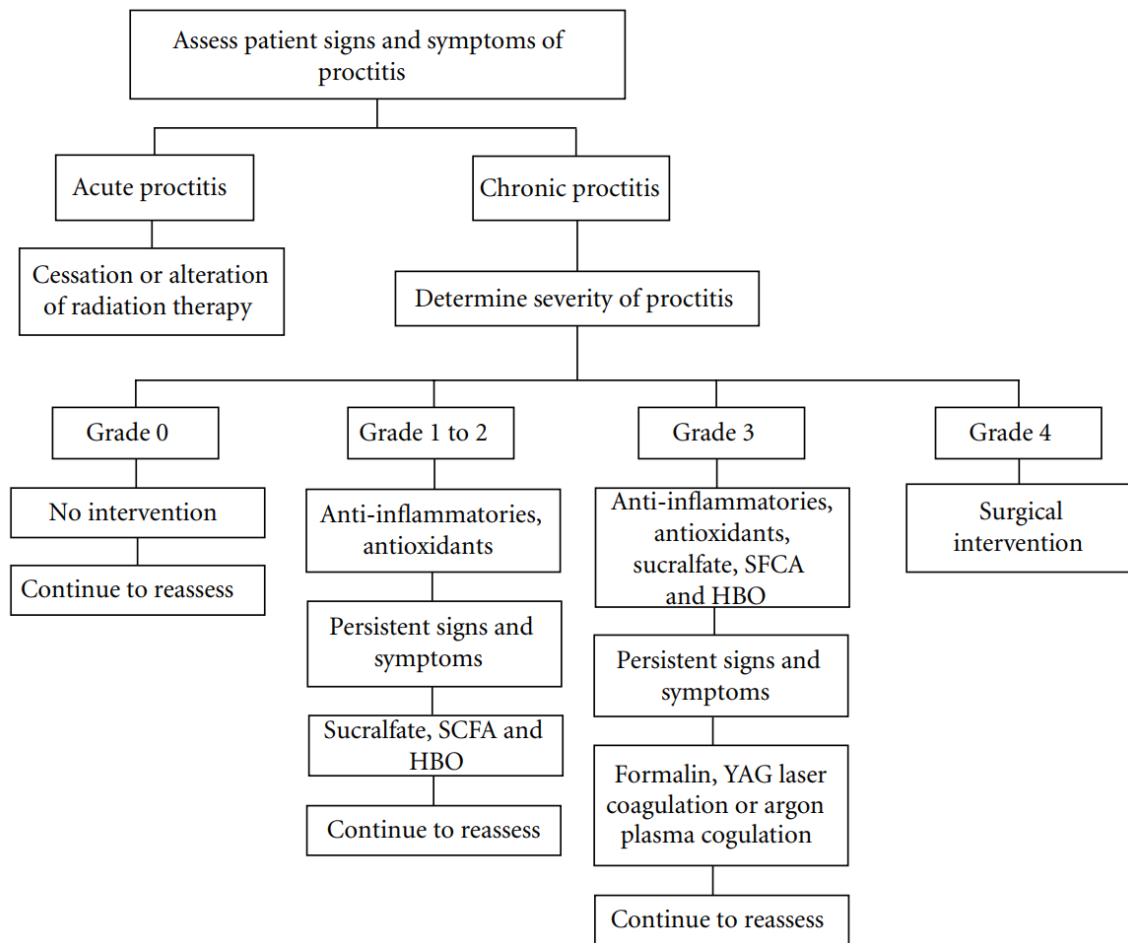 Assess patient signs and symptoms of
proctitis
Acute proctitis
Chronic proctitis
Cessation or alteration
of radiation therapy
Determine severity of proctitis
Grade 0
Grade 1 to 2
Grade 3
Grade 4
No intervention
Continue to reassess
Anti-inflammatories,
antioxidants
Persistent signs and
symptoms
Sucralfate, SCFA and
HBO
Continue to reassess
Anti-inflammatories,
antioxidants,
sucralfate, SFCA
and HBO
Persistent signs and
symptoms
Formalin, YAG laser
coagulation or argon
plasma cogulation
Continue to reassess
Surgical
intervention